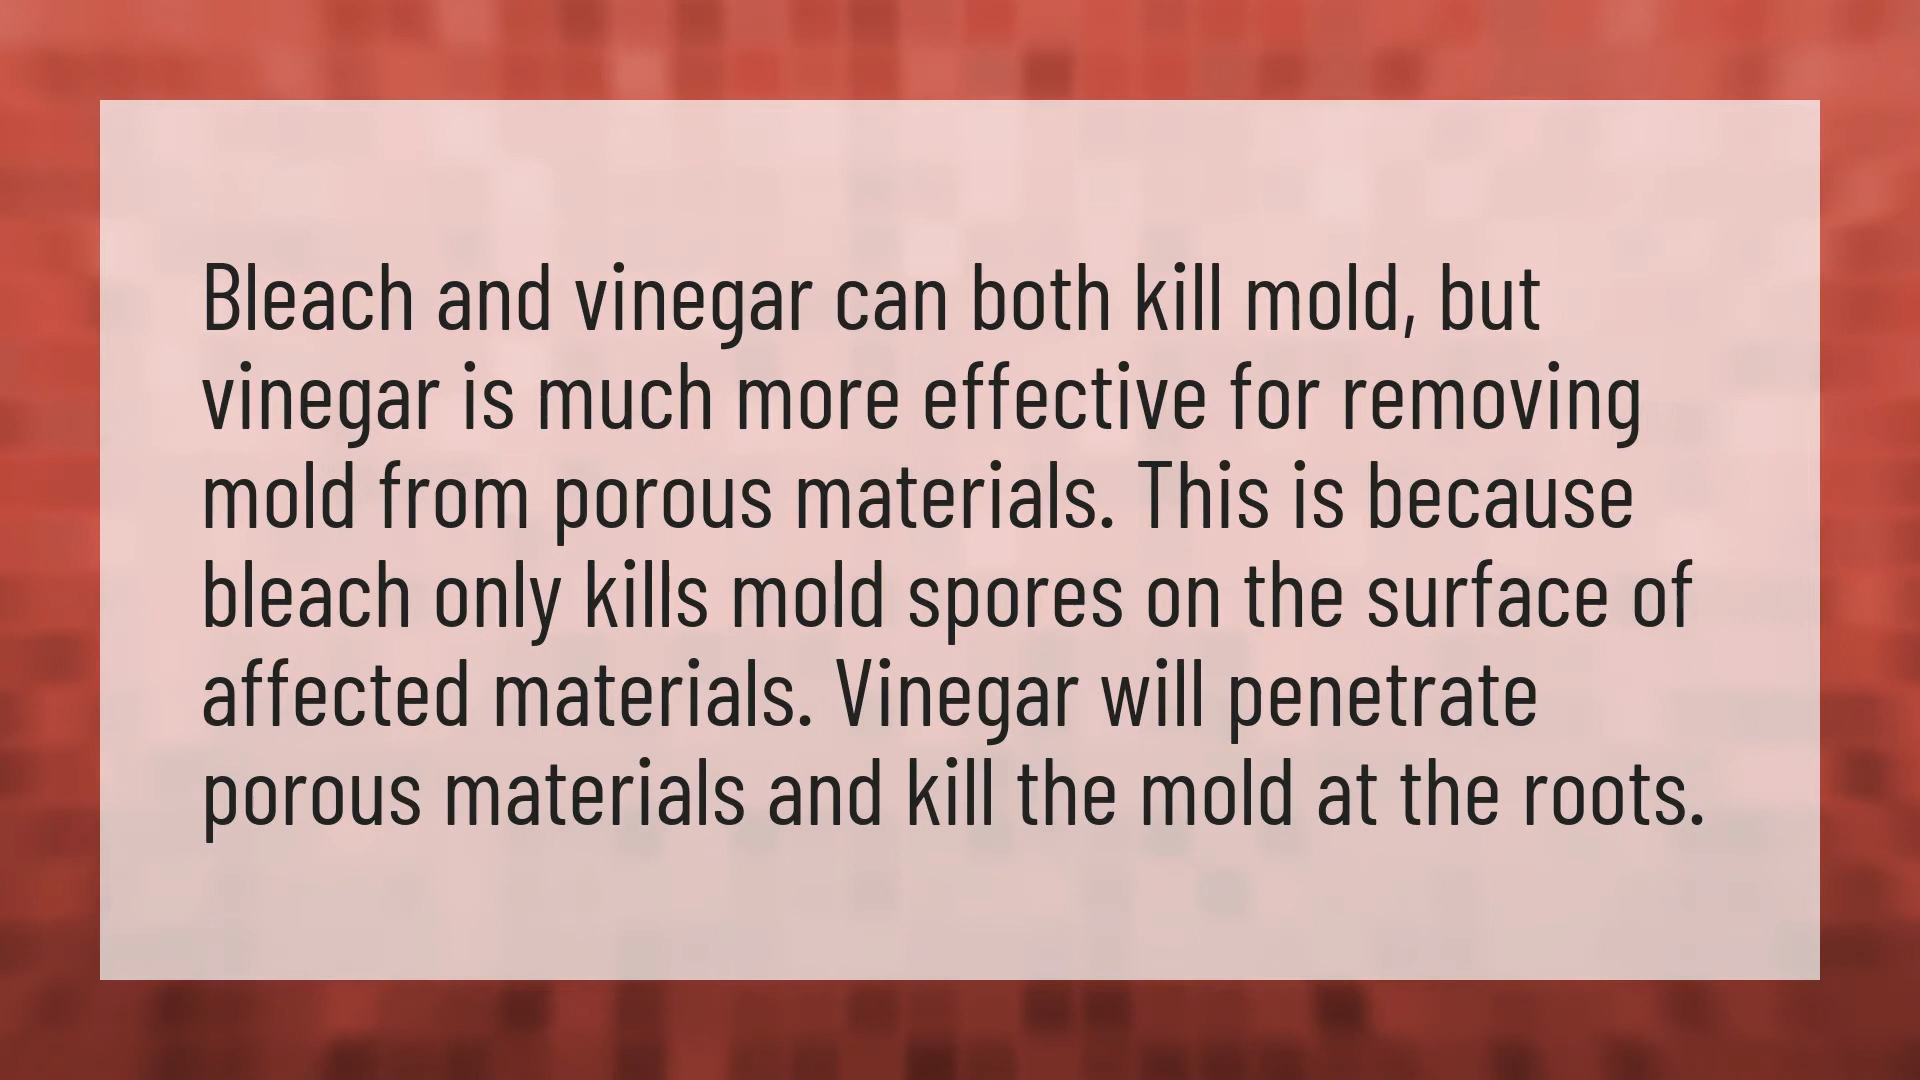 Bleach and vinegar can both kill mold, but
vinegar is much more effective for removing
mold from porous materials. This is because
bleach only kills mold spores on the surface of
affected materials. Vinegar will penetrate
porous materials and kill the mold at the roots.